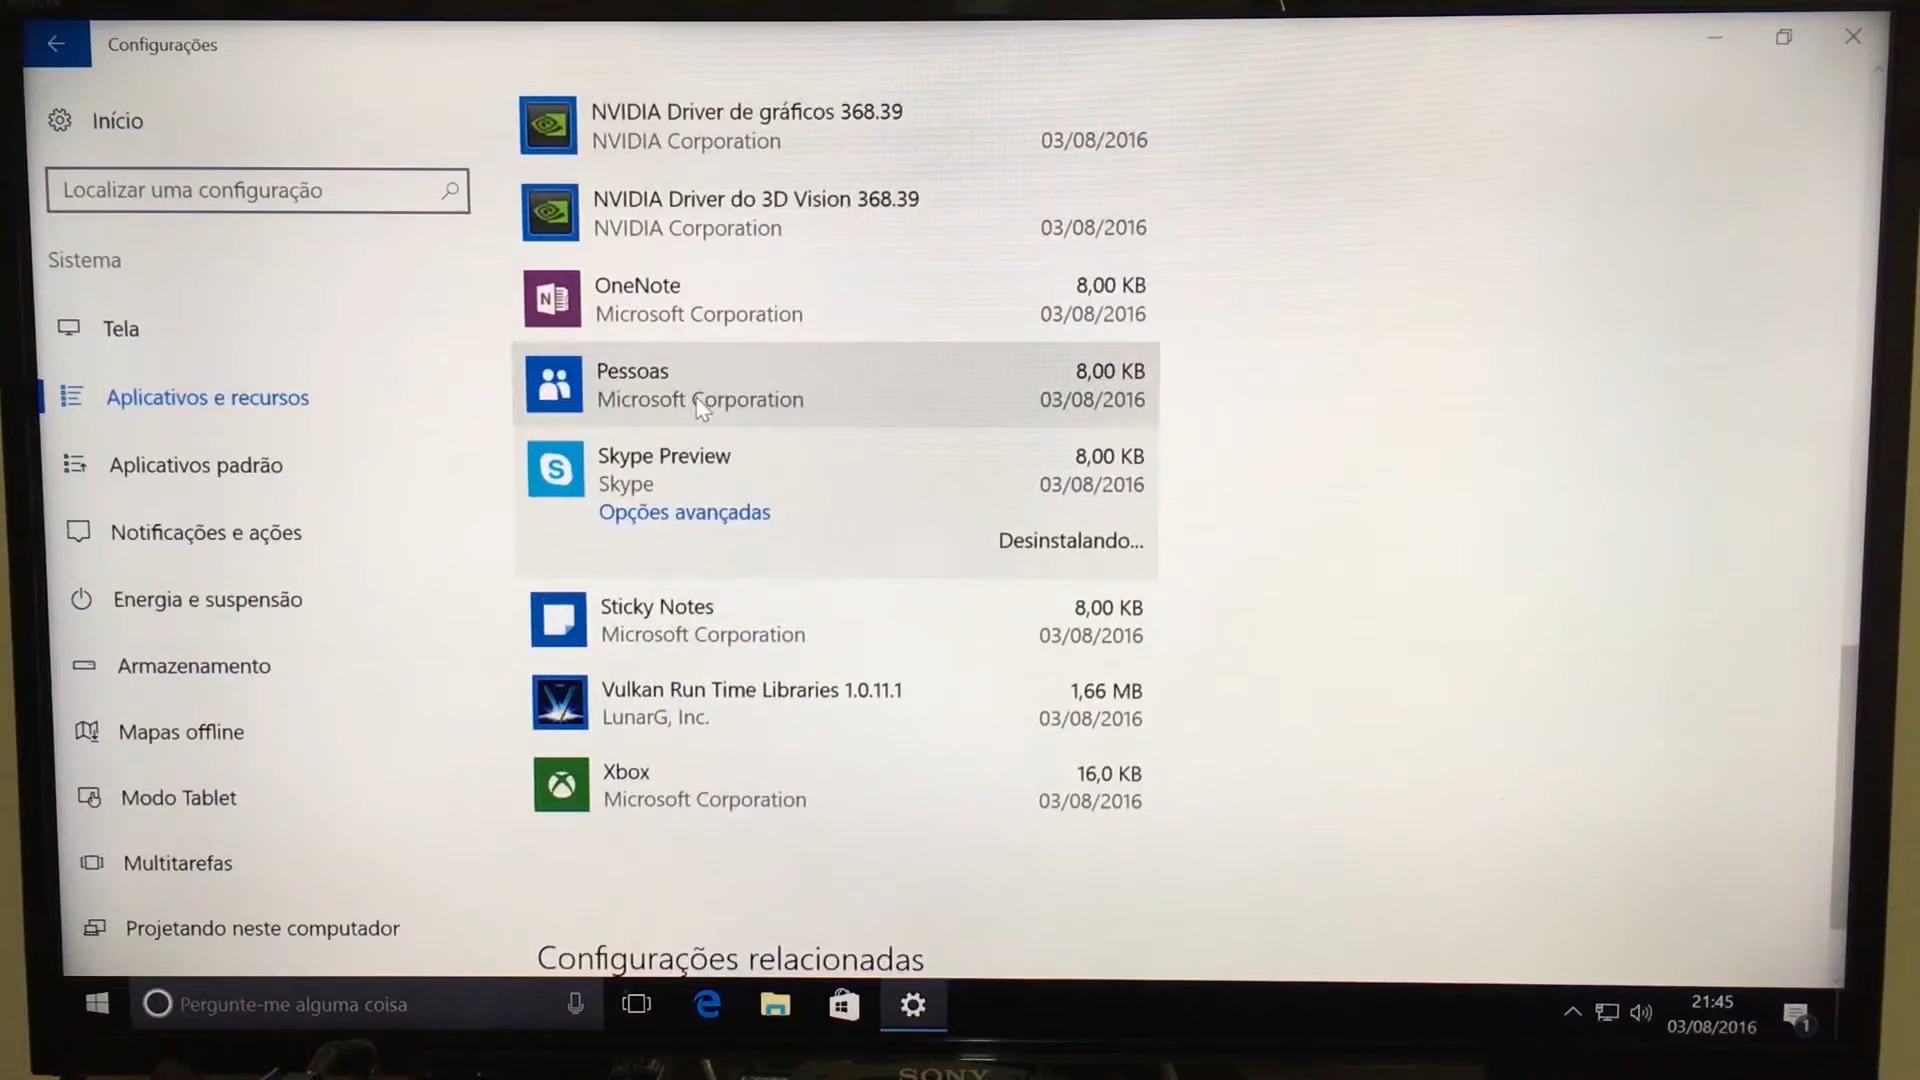 Configurações
Início
Localizar uma configuração
Sistema
Tela
Aplicativos e recursos
Aplicativos padrão
Notificações e ações
Energia e suspensão
Armazenamento
Mapas offline
Modo Tablet
Multitarefas
Projetando neste computador
NVIDIA Driver de gráficos 368.39
NVIDIA Corporation 03/08/2016
NVIDIA Driver do 3D Vision 368.39
NVIDIA Corporation 03/08/2016
OneNote 8,00 KB
Microsoft Corporation 03/08/2016
Pessoas 8,00 KB
Microsoft Corporation 03/08/2016
Skype Preview 8,00 KB
Skype 03/08/2016
Opções avançadas
Desinstalando...
Sticky Notes 8,00 KB
Microsoft Corporation 03/08/2016
Vulkan Run Time Libraries 1.0.11.1 1,66 MB
LunarG, Inc. 03/08/2016
Xbox 16,0 KB
Microsoft Corporation 03/08/2016
Configurações relacionadas
Pergunte-me alguma coisa
21:45
03/08/2016
1
SONY